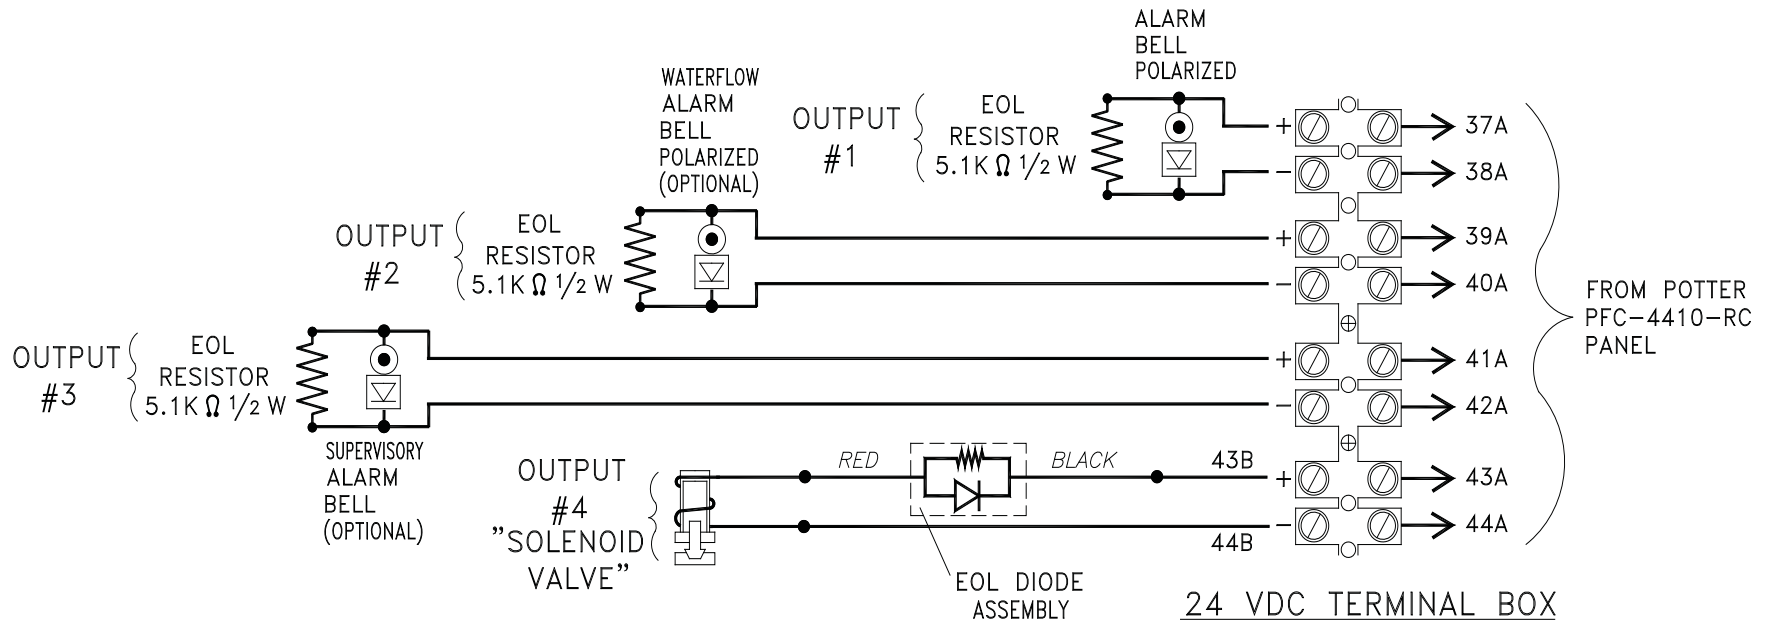 ALARM
BELL
POLARIZED
OUTPUT
#1
EOL
RESISTOR
5.1K Ω 1/2 W
+
37A
−
38A
WATERFLOW
ALARM
BELL
POLARIZED
(OPTIONAL)
OUTPUT
#2
EOL
RESISTOR
5.1K Ω 1/2 W
+
39A
−
40A
FROM POTTER
PFC-4410-RC
PANEL
OUTPUT
#3
EOL
RESISTOR
5.1K Ω 1/2 W
SUPERVISORY
ALARM
BELL
(OPTIONAL)
+
41A
−
42A
OUTPUT
#4
"SOLENOID
VALVE"
RED
BLACK
43B
+
43A
44B
−
44A
EOL DIODE
ASSEMBLY
24 VDC TERMINAL BOX